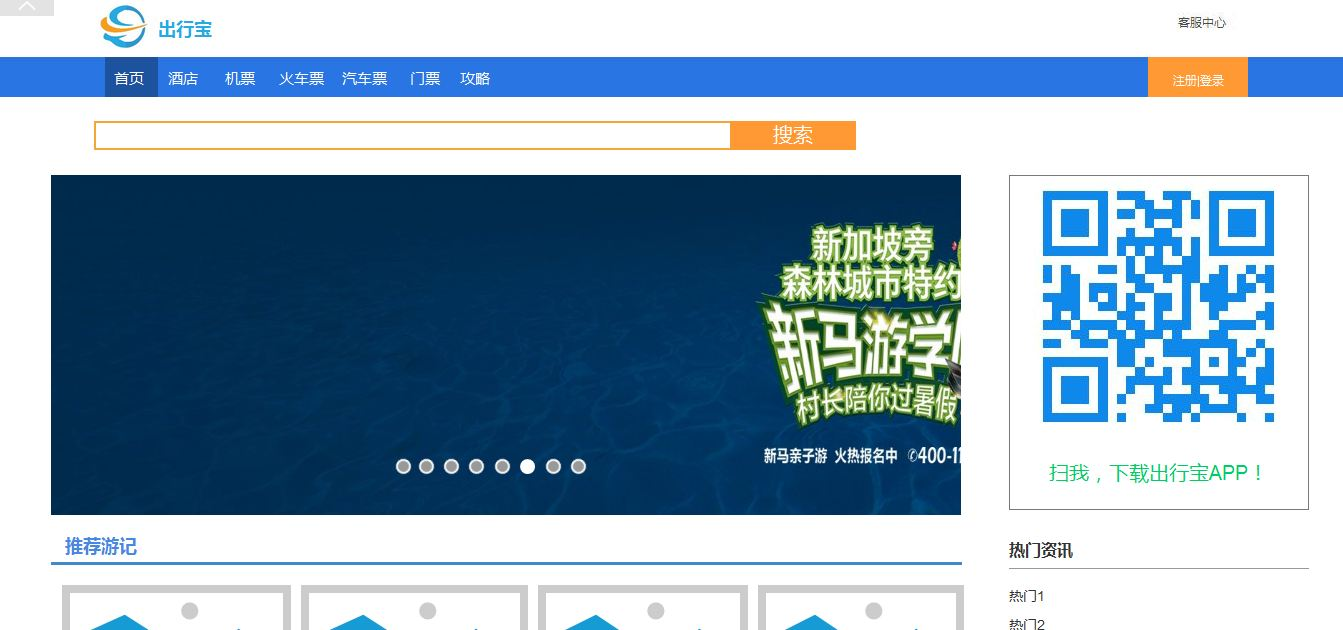 出行宝
客服中心
首页 酒店 机票 火车票 汽车票 门票 攻略
注册|登录
搜索
新加坡旁
森林城市特约
新马游学
村长陪你过暑假
新马亲子游 火热报名中 ✆400-1
扫我，下载出行宝APP！
推荐游记
热门资讯
热门1
热门2